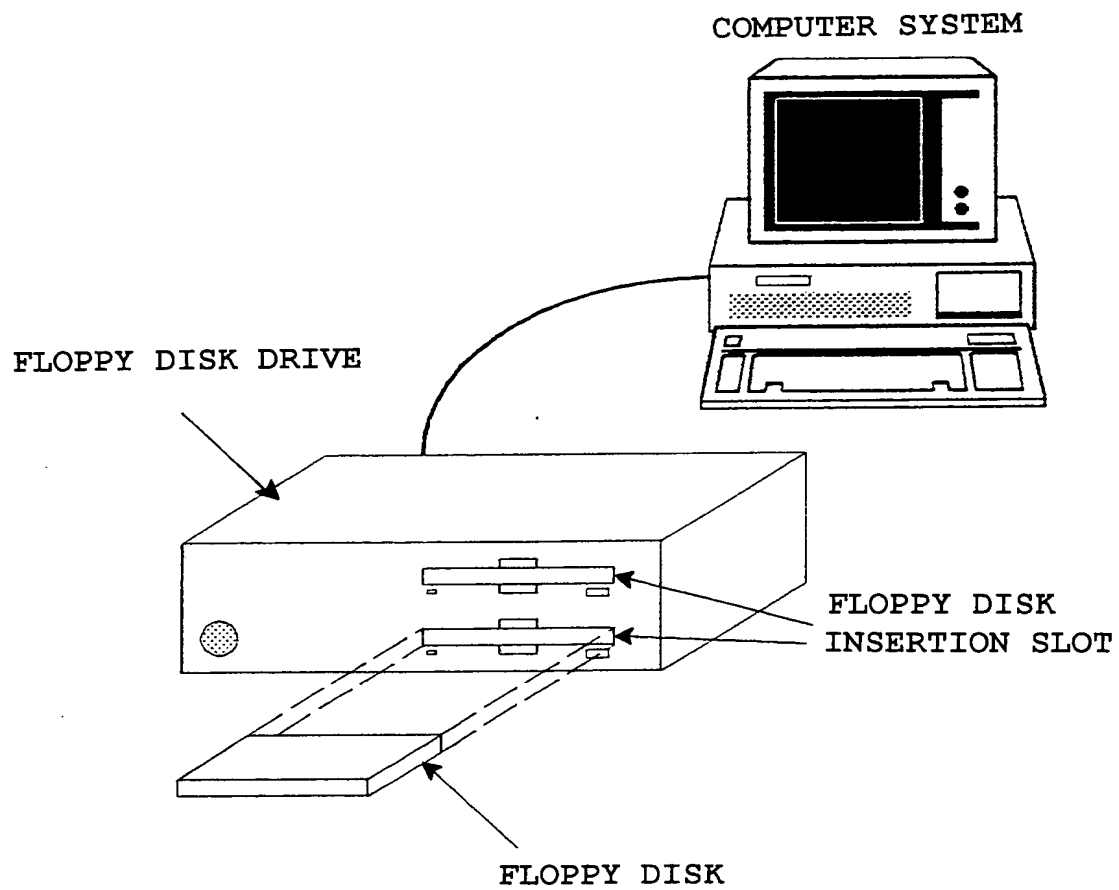 COMPUTER SYSTEM
FLOPPY DISK DRIVE
FLOPPY DISK
INSERTION SLOT
FLOPPY DISK